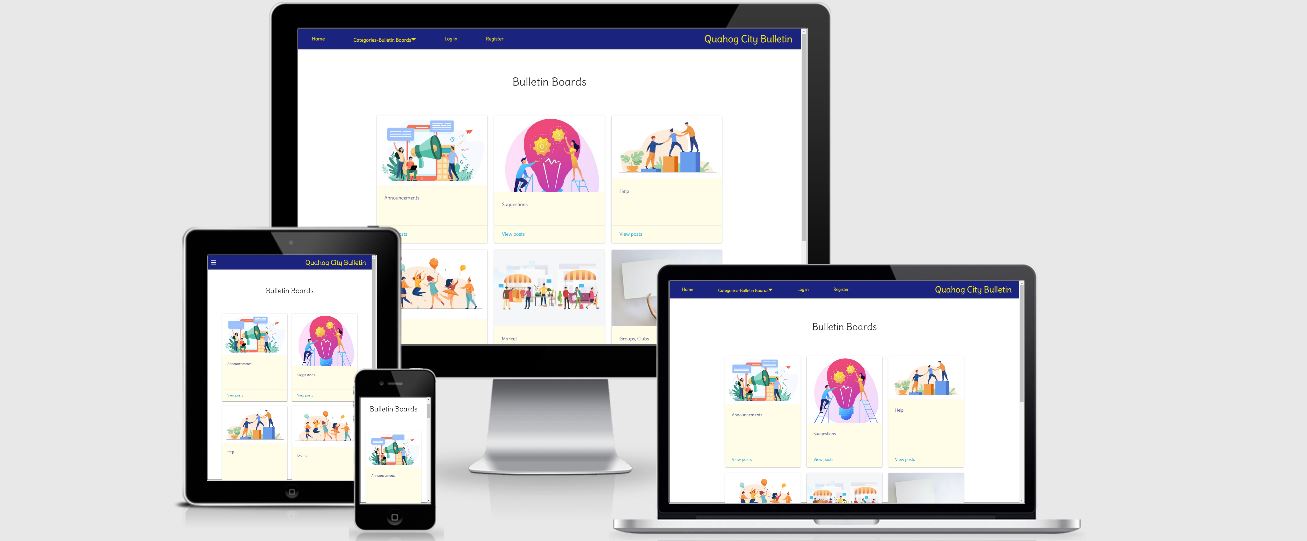 Home Categories-Bulletin Boards Log in Register Quahog City Bulletin
Bulletin Boards
Announcements
Suggestions
Help
posts
View posts
View posts
Market
Groups, Clubs
Quahog City Bulletin
Bulletin Boards
Announcements
Suggestions
View posts
View posts
Help
Bulletin Boards
Announcements
Home Categories-Bulletin Boards Log in Register Quahog City Bulletin
Bulletin Boards
Announcements
Suggestions
Help
View posts
View posts
View posts